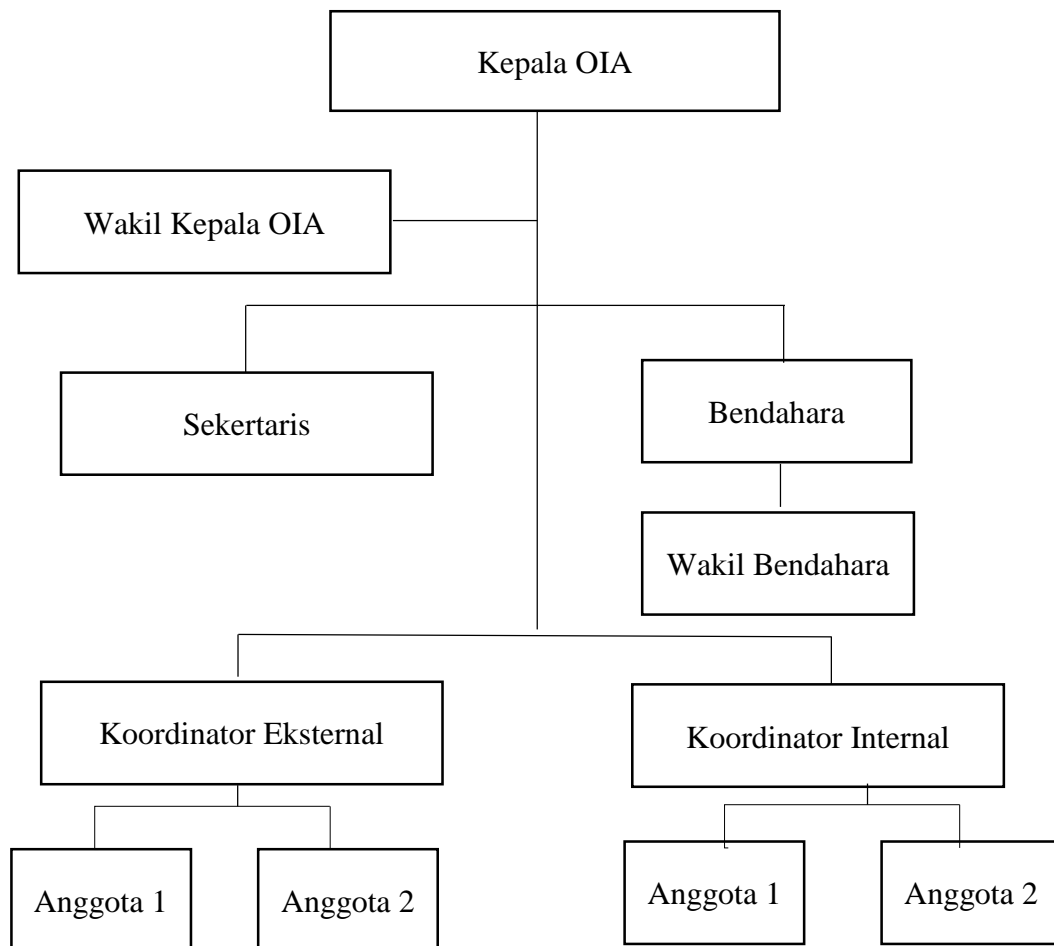 Kepala OIA
Wakil Kepala OIA
Sekertaris
Bendahara
Wakil Bendahara
Koordinator Eksternal
Koordinator Internal
Anggota 1
Anggota 2
Anggota 1
Anggota 2